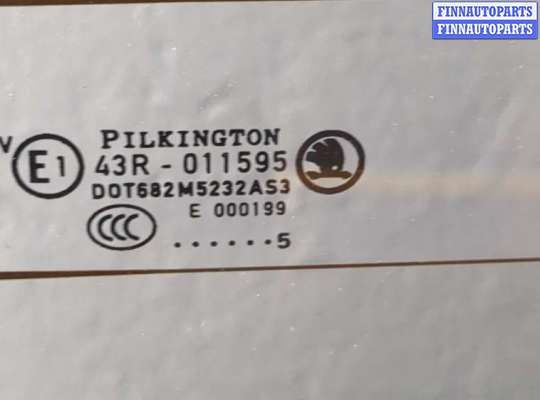 FINNAUTOPARTS
FINNAUTOPARTS
V
PILKINGTON
E1 43R - 011595
DOT682M5232AS3
E 000199
CCC
......5